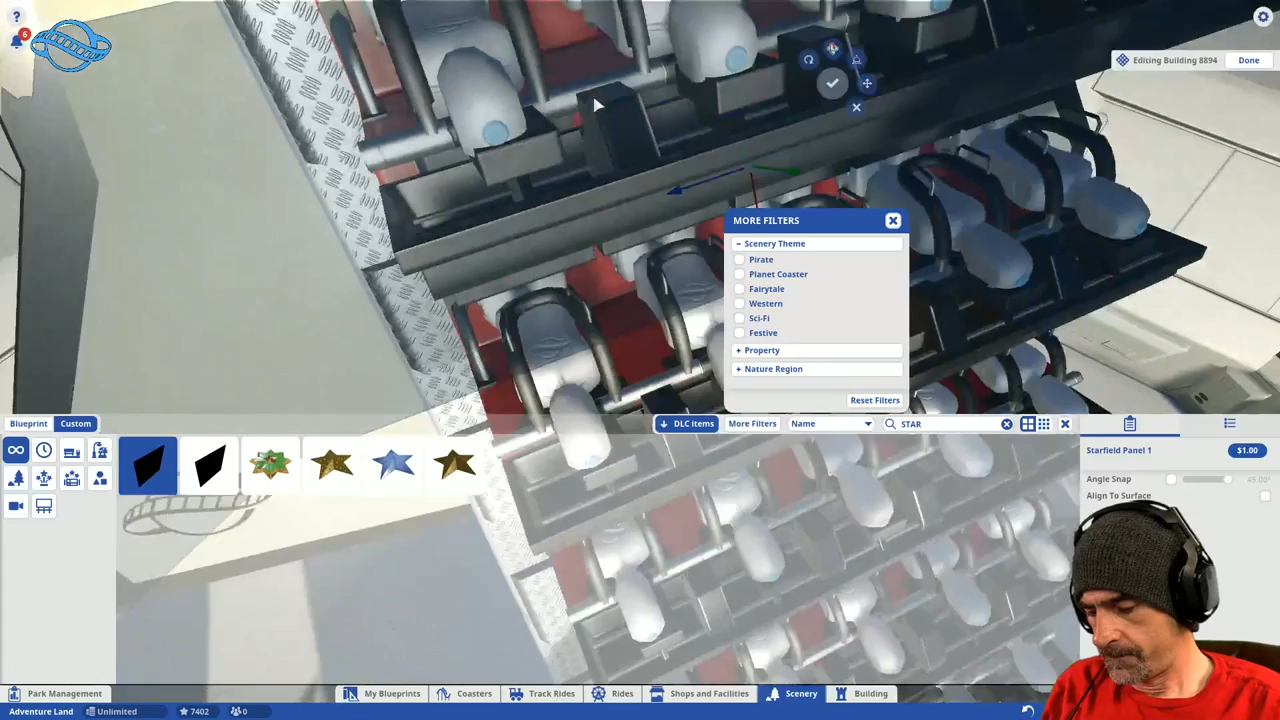 ?
6
Editing Building 8894
Done
MORE FILTERS
− Scenery Theme
Pirate
Planet Coaster
Fairytale
Western
Sci-Fi
Festive
+ Property
+ Nature Region
Reset Filters
Blueprint
Custom
DLC items
More Filters
Name
STAR
Starfield Panel 1
$1.00
Angle Snap
45.00°
Align To Surface
Park Management
My Blueprints
Coasters
Track Rides
Rides
Shops and Facilities
Scenery
Building
Adventure Land
Unlimited
7402
0